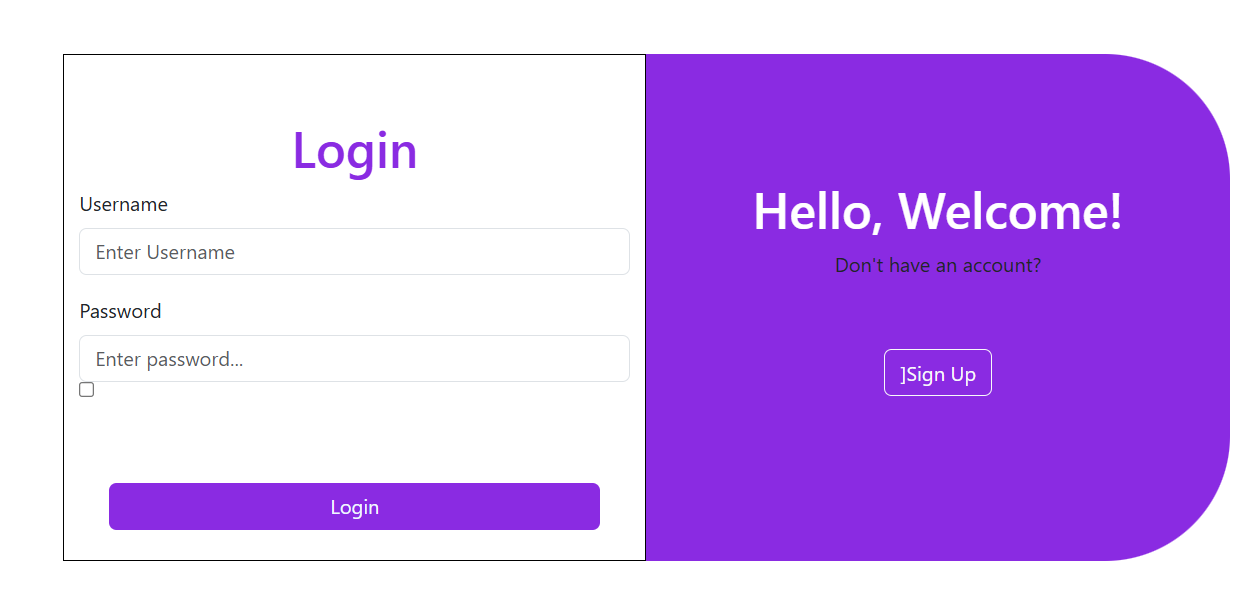 Login
Username
Enter Username
Password
Enter password...
Login
Hello, Welcome!
Don't have an account?
]Sign Up